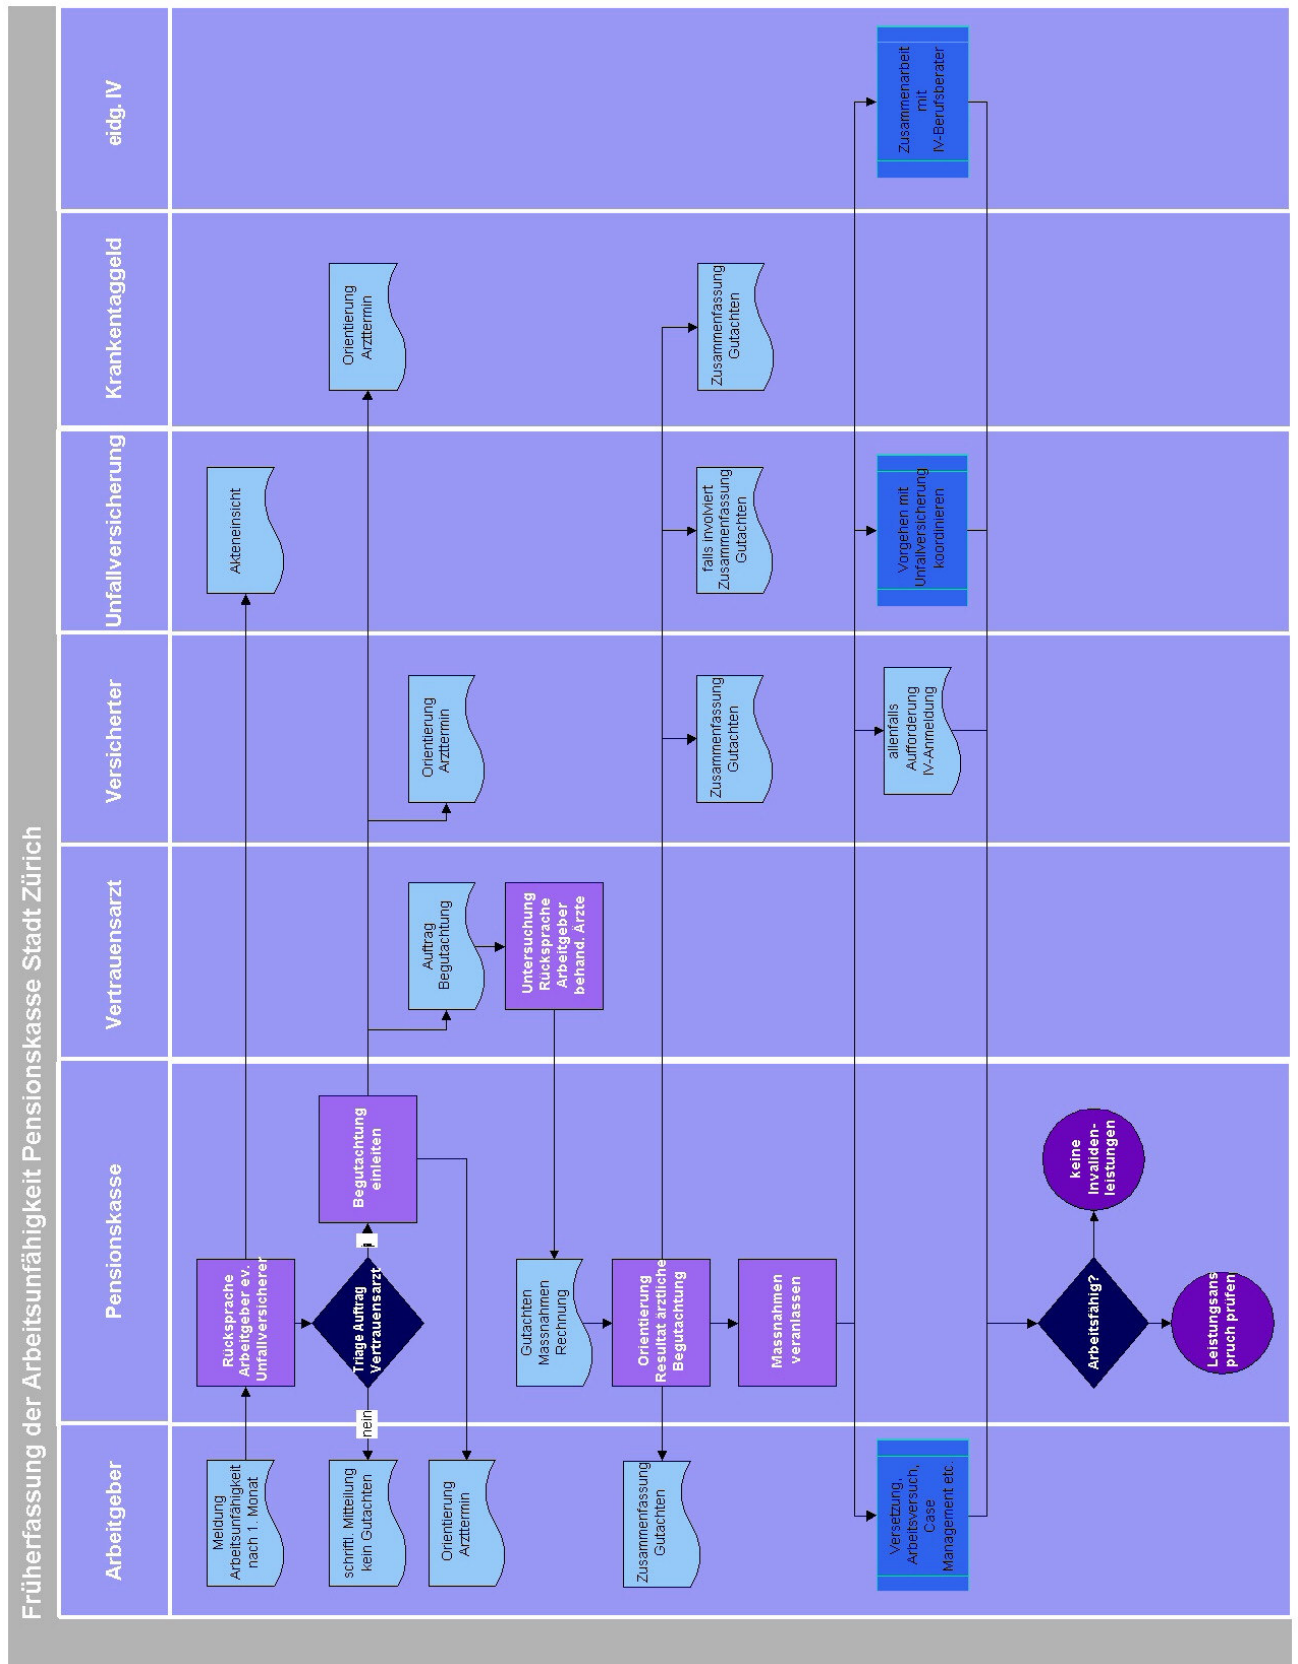 Früherfassung der Arbeitsunfähigkeit Pensionskasse Stadt Zürich
Arbeitgeber
Pensionskasse
Vertrauensarzt
Versicherter
Unfallversicherung
Krankentaggeld
eidg. IV
Meldung
Arbeitsunfähigkeit
nach 1. Monat
Rücksprache
Arbeitgeber ev.
Unfallversicherer
Akteneinsicht
schriftl. Mitteilung
kein Gutachten
nein
Triage Auftrag
Vertrauensarzt
Begutachtung
einleiten
Orientierung
Arzttermin
Orientierung
Arzttermin
Auftrag
Begutachtung
Orientierung
Arzttermin
Untersuchung
Rücksprache
Arbeitgeber
behand. Ärzte
Gutachten
Massnahmen
Rechnung
Zusammenfassung
Gutachten
Orientierung
Resultat ärztliche
Begutachtung
Zusammenfassung
Gutachten
falls involviert
Zusammenfassung
Gutachten
Zusammenfassung
Gutachten
Massnahmen
veranlassen
Versetzung,
Arbeitsversuch,
Case
Management etc.
allenfalls
Aufforderung
IV-Anmeldung
Vorgehen mit
Unfallversicherung
koordinieren
Zusammenarbeit
mit
IV-Berufsberater
Arbeitsfähig?
keine
Invaliden-
leistungen
Leistungsans
pruch prüfen